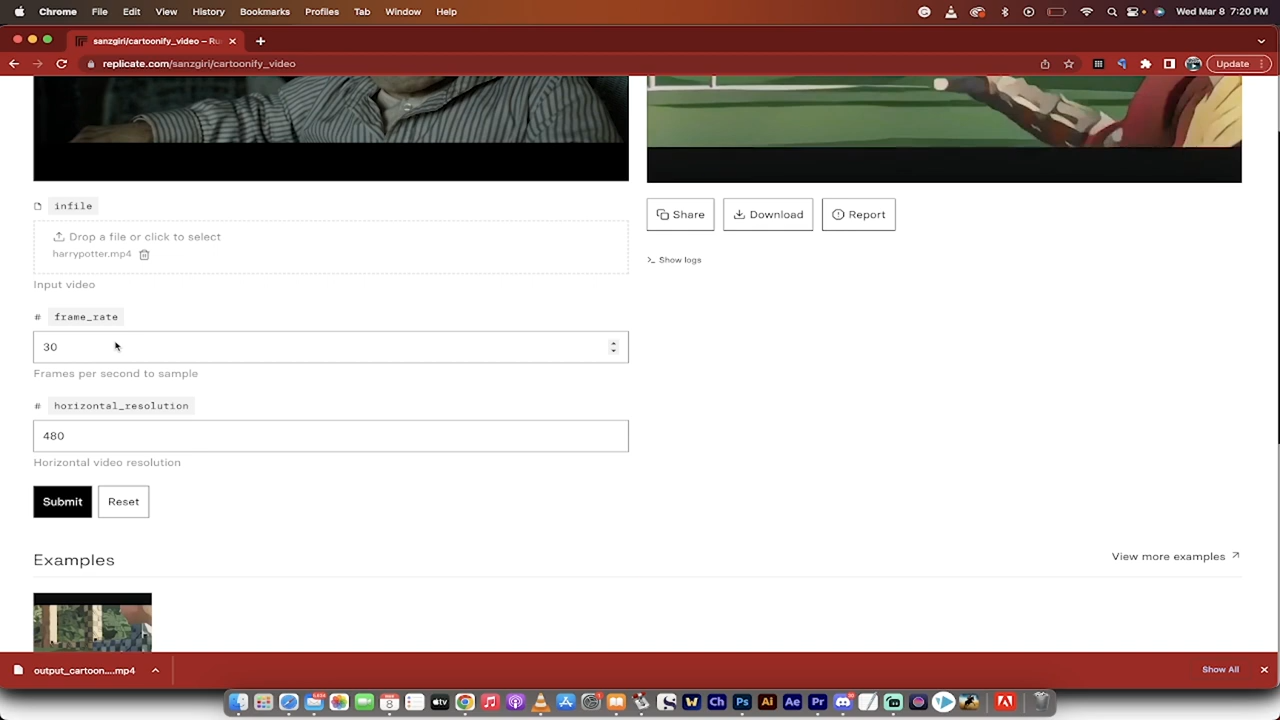 Chrome File Edit View History Bookmarks Profiles Tab Window Help Wed Mar 8 7:20 PM
sanzgiri/cartoonify_video – Ru
replicate.com/sanzgiri/cartoonify_video Update
infile
Drop a file or click to select
harrypotter.mp4
Input video
# frame_rate
30
Frames per second to sample
# horizontal_resolution
480
Horizontal video resolution
Submit Reset
Share Download Report
>_ Show logs
Examples View more examples
output_cartoon....mp4 Show All